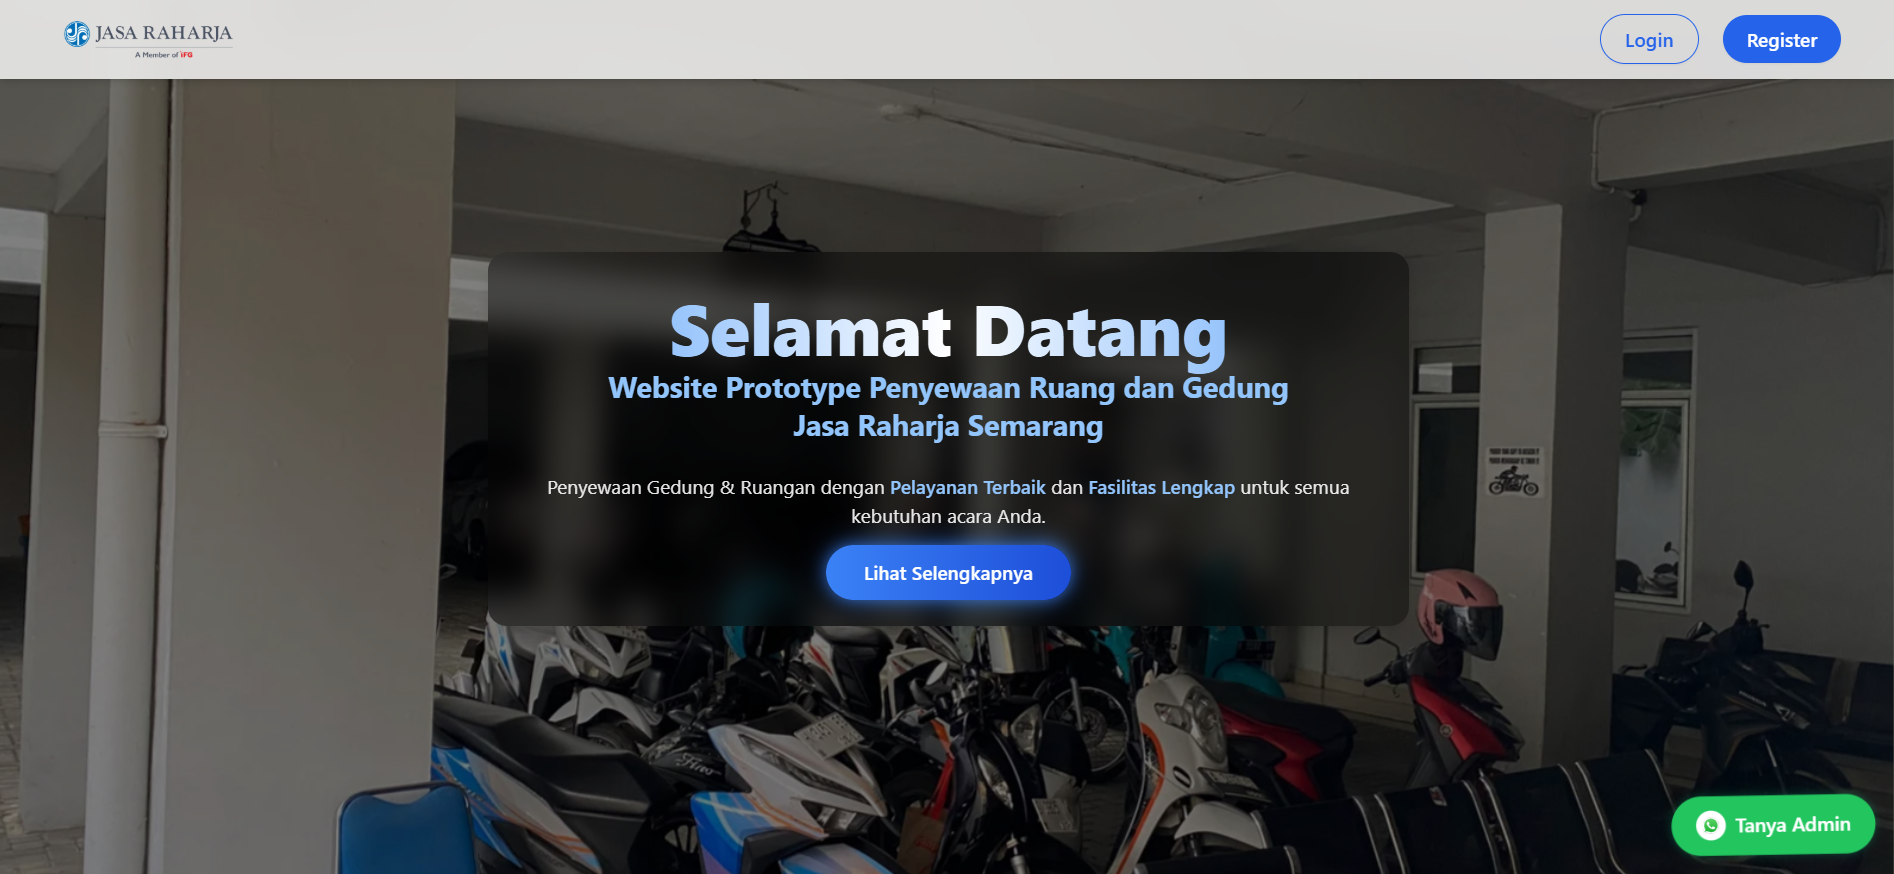 JASA RAHARJA
A Member of IFG
Login
Register
Selamat Datang
Website Prototype Penyewaan Ruang dan Gedung
Jasa Raharja Semarang
Penyewaan Gedung & Ruangan dengan Pelayanan Terbaik dan Fasilitas Lengkap untuk semua
kebutuhan acara Anda.
Lihat Selengkapnya
Fino
Tanya Admin